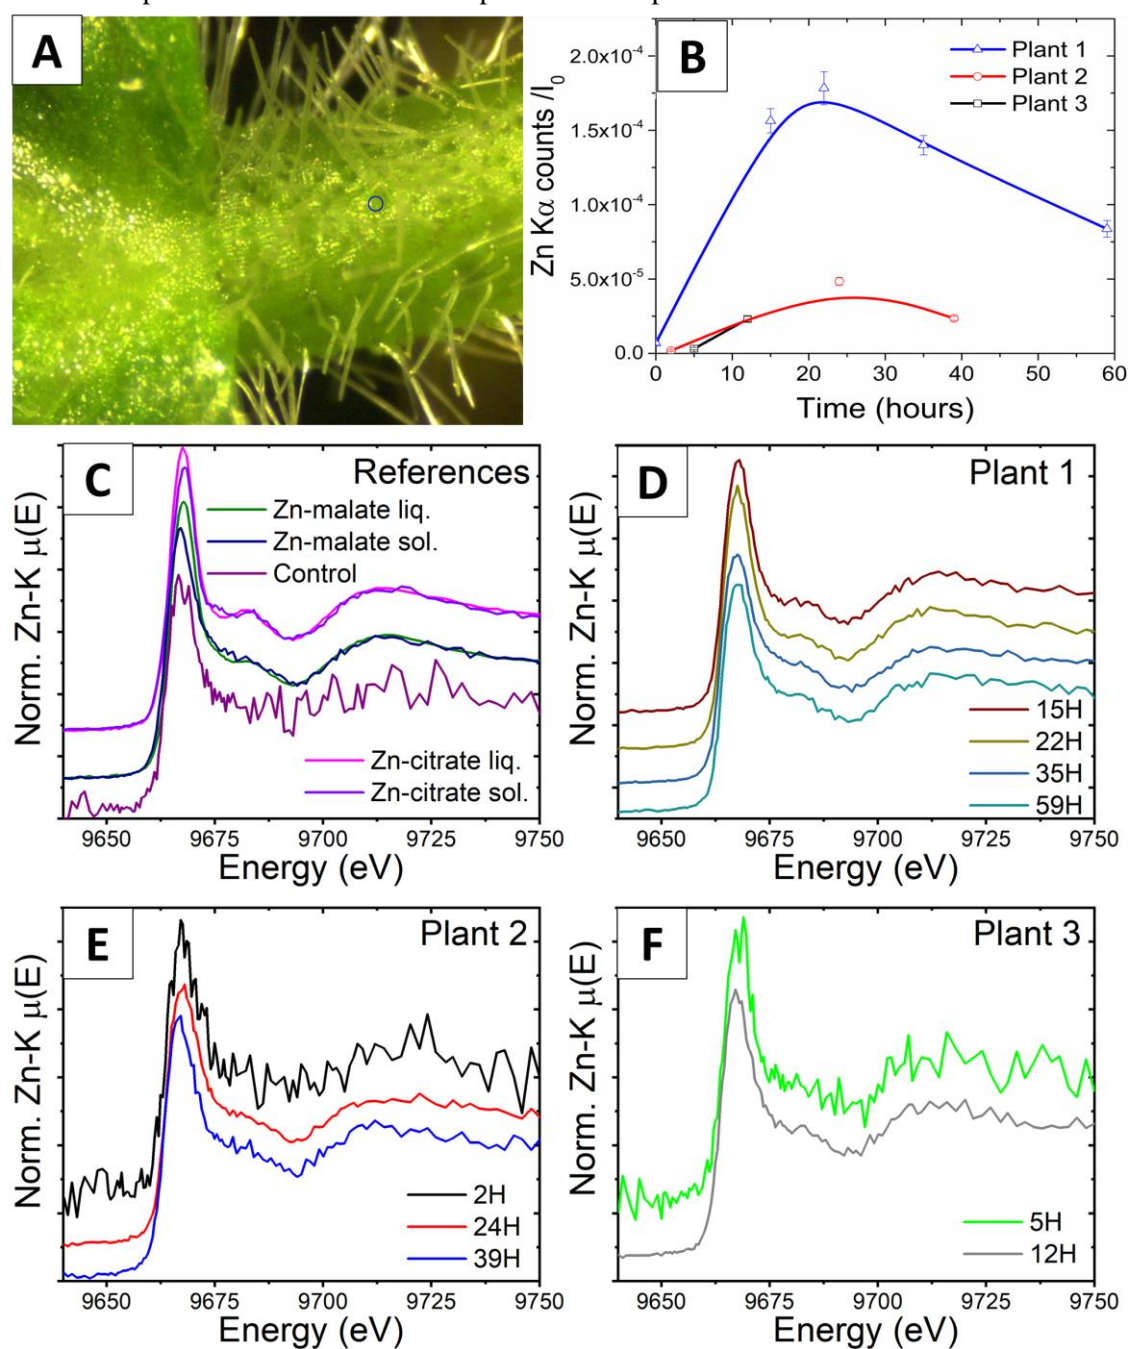 A
B
Plant 1
Plant 2
Plant 3
Zn Kα counts /I0
2.0x10-4
1.5x10-4
1.0x10-4
5.0x10-5
0.0
0 10 20 30 40 50 60
Time (hours)
C
References
Zn-malate liq.
Zn-malate sol.
Control
Zn-citrate liq.
Zn-citrate sol.
Norm. Zn-K μ(E)
9650 9675 9700 9725 9750
Energy (eV)
D
Plant 1
15H
22H
35H
59H
Norm. Zn-K μ(E)
9650 9675 9700 9725 9750
Energy (eV)
E
Plant 2
2H
24H
39H
Norm. Zn-K μ(E)
9650 9675 9700 9725 9750
Energy (eV)
F
Plant 3
5H
12H
Norm. Zn-K μ(E)
9650 9675 9700 9725 9750
Energy (eV)